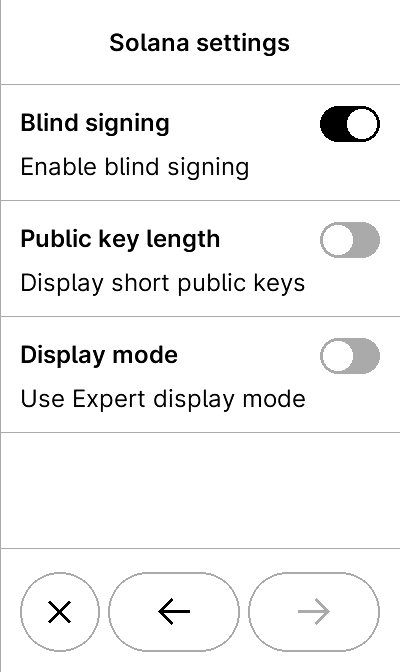 Solana settings
Blind signing
Enable blind signing
Public key length
Display short public keys
Display mode
Use Expert display mode